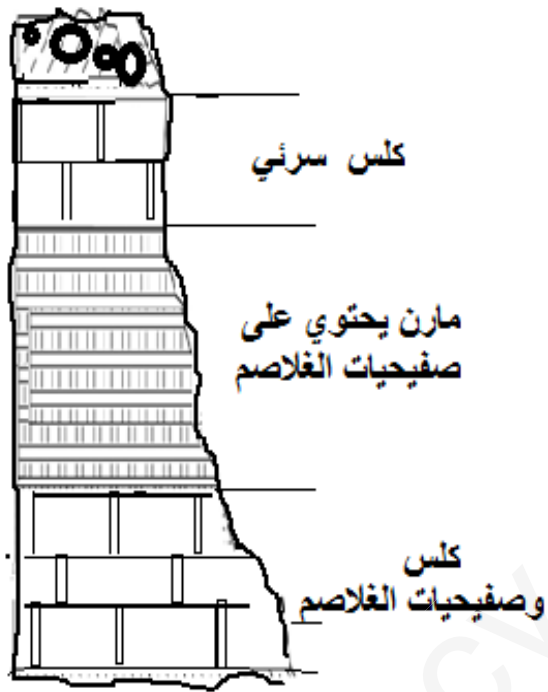 كلس سرئي
مارن يحتوي على
صفيحيات الغلاصم
كلس
وصفيحيات الغلاصم